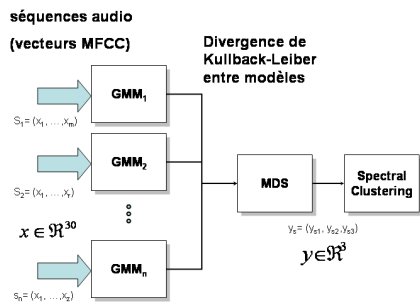 séquences audio
(vecteurs MFCC)
Divergence de
Kullback-Leiber
entre modèles
GMM₁
S₁= (x₁, ...,xₘ)
GMM₂
S₂= (x₁, ...,xᵣ)
x ∈ ℜ³⁰
MDS
Spectral
Clustering
yₛ = (yₛ₁, yₛ₂,yₛ₃)
y∈ℜ³
GMMₙ
sₙ= (x₁, ...,x𝓏)